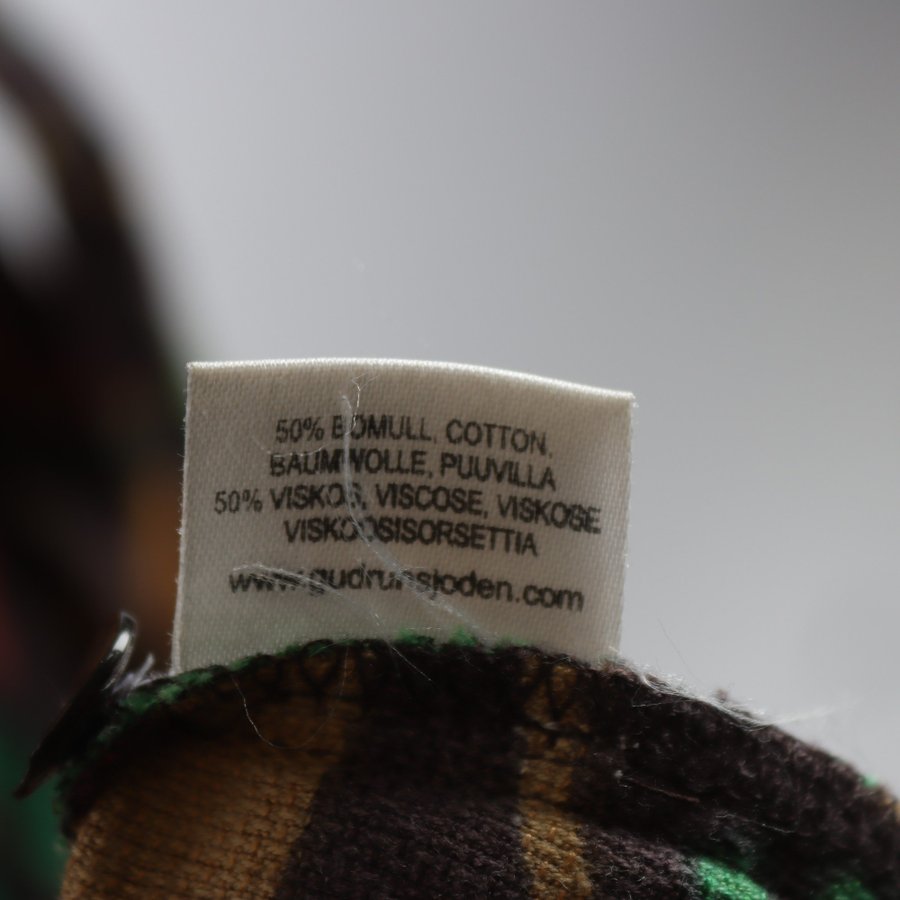 50% BOMULL, COTTON,
BAUMWOLLE, PUUVILLA
50% VISKOS, VISCOSE, VISKOSE
VISKOOSISORSETTIA
www.gudrunsjoden.com